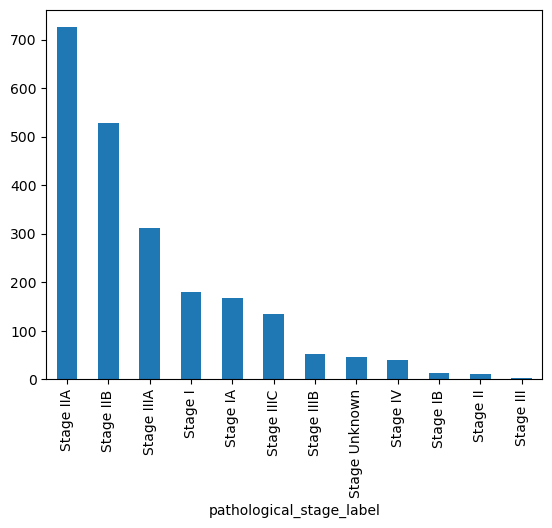 700
600
500
400
300
200
100
0
Stage IIA
Stage IIB
Stage IIIA
Stage I
Stage IA
Stage IIIC
Stage IIIB
Stage Unknown
Stage IV
Stage IB
Stage II
Stage III
pathological_stage_label